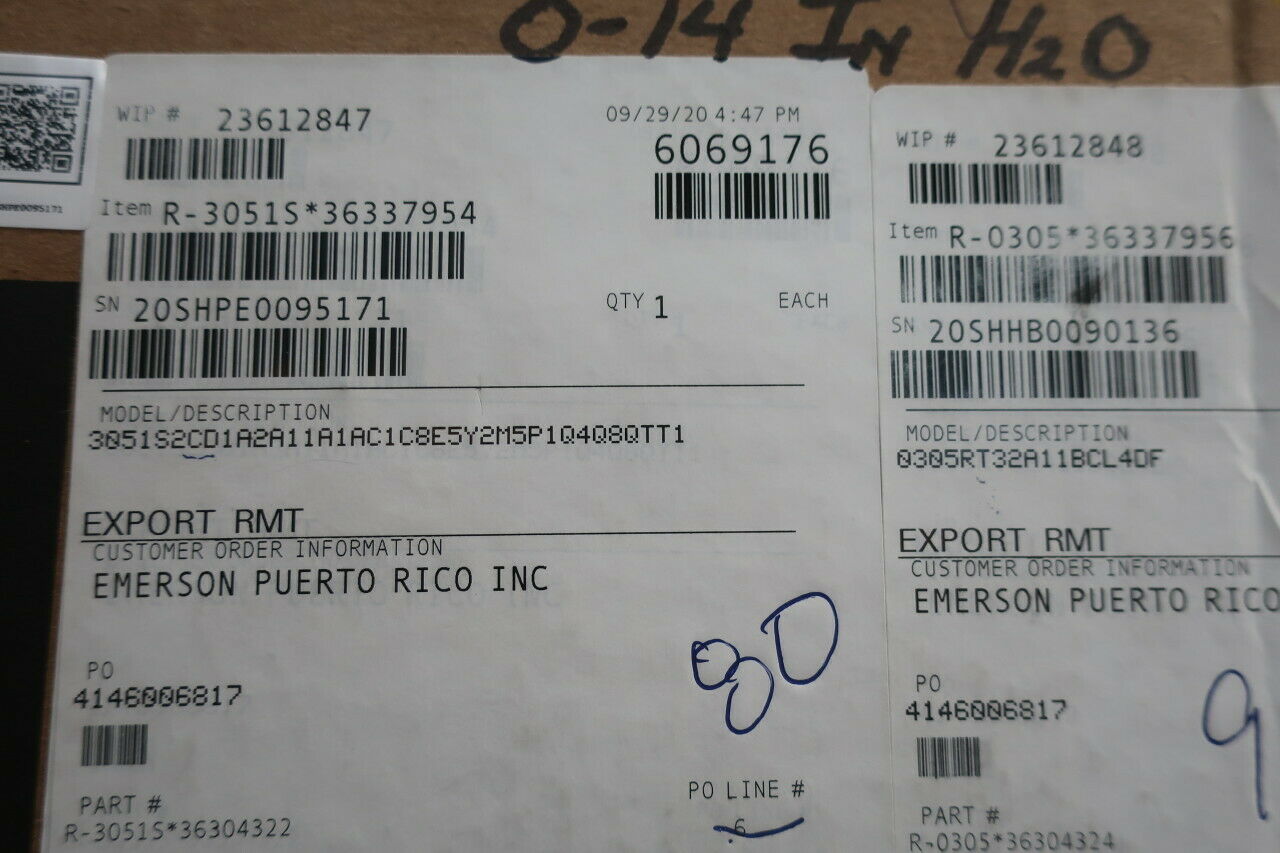 0-14 IN H2O
WIP # 23612847
09/29/20 4:47 PM
6069176
Item R-3051S*36337954
SN 20SHPE0095171
QTY 1 EACH
MODEL/DESCRIPTION
3051S2CD1A2A11A1AC1C8E5Y2M5P1Q4Q8QTT1
EXPORT RMT
CUSTOMER ORDER INFORMATION
EMERSON PUERTO RICO INC
PO
4146006817
PO LINE #
6
PART #
R-3051S*36304322
WIP # 23612848
Item R-0305*36337956
SN 20SHHB0090136
MODEL/DESCRIPTION
0305RT32A11BCL4DF
EXPORT RMT
CUSTOMER ORDER INFORMATION
EMERSON PUERTO RICO
PO
4146006817
9
PART #
R-0305*36304324